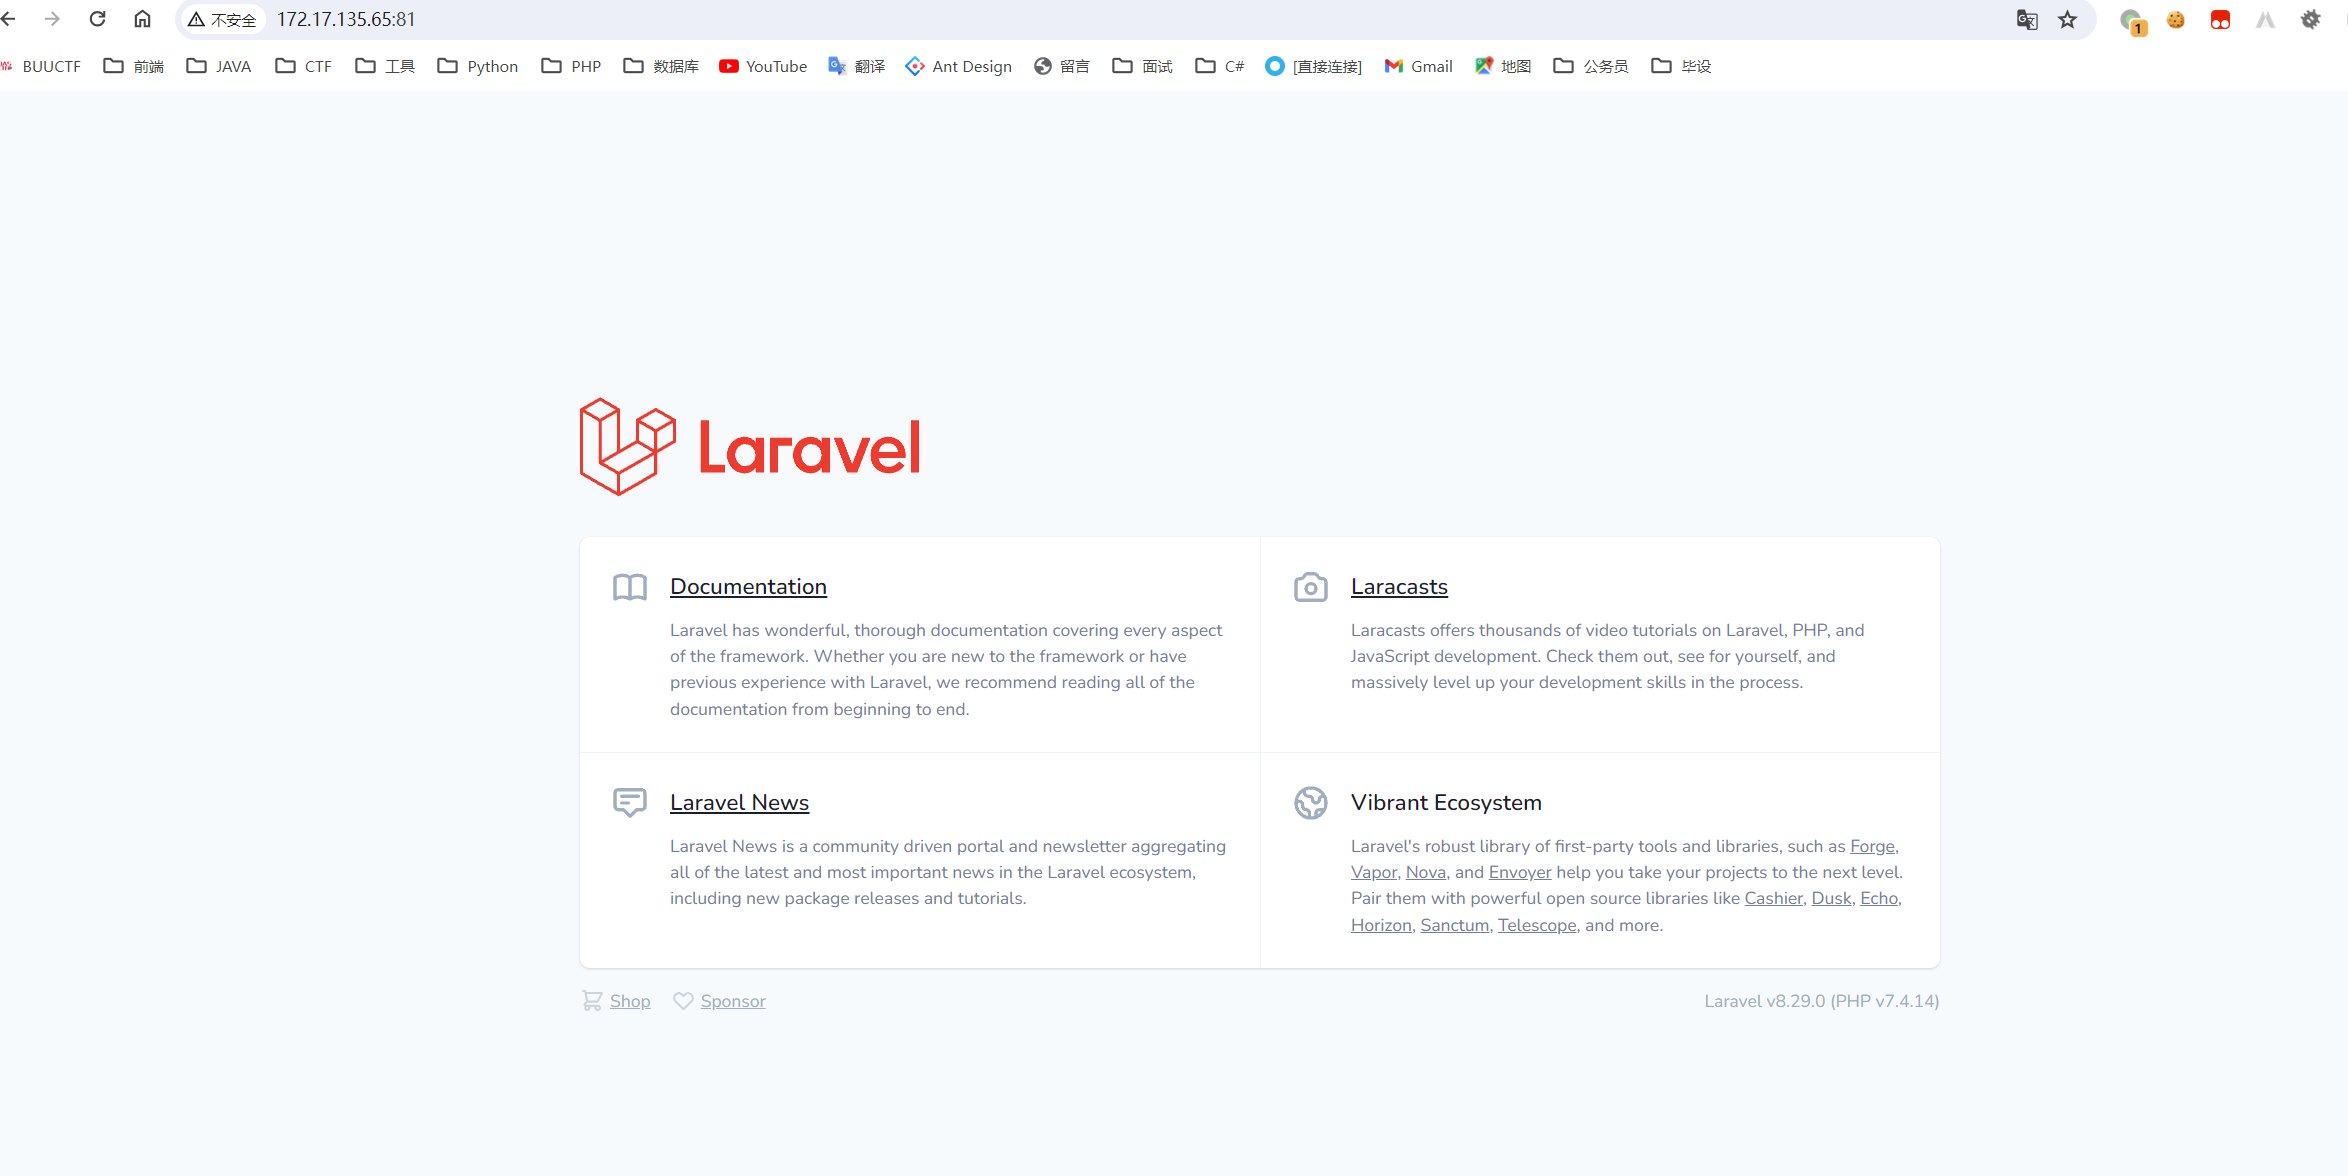 不安全 172.17.135.65:81
1
BUUCTF 前端 JAVA CTF 工具 Python PHP 数据库 YouTube 翻译 Ant Design 留言 面试 C# [直接连接] Gmail 地图 公务员 毕设
Laravel
Documentation
Laravel has wonderful, thorough documentation covering every aspect
of the framework. Whether you are new to the framework or have
previous experience with Laravel, we recommend reading all of the
documentation from beginning to end.
Laracasts
Laracasts offers thousands of video tutorials on Laravel, PHP, and
JavaScript development. Check them out, see for yourself, and
massively level up your development skills in the process.
Laravel News
Laravel News is a community driven portal and newsletter aggregating
all of the latest and most important news in the Laravel ecosystem,
including new package releases and tutorials.
Vibrant Ecosystem
Laravel's robust library of first-party tools and libraries, such as Forge,
Vapor, Nova, and Envoyer help you take your projects to the next level.
Pair them with powerful open source libraries like Cashier, Dusk, Echo,
Horizon, Sanctum, Telescope, and more.
Shop Sponsor
Laravel v8.29.0 (PHP v7.4.14)